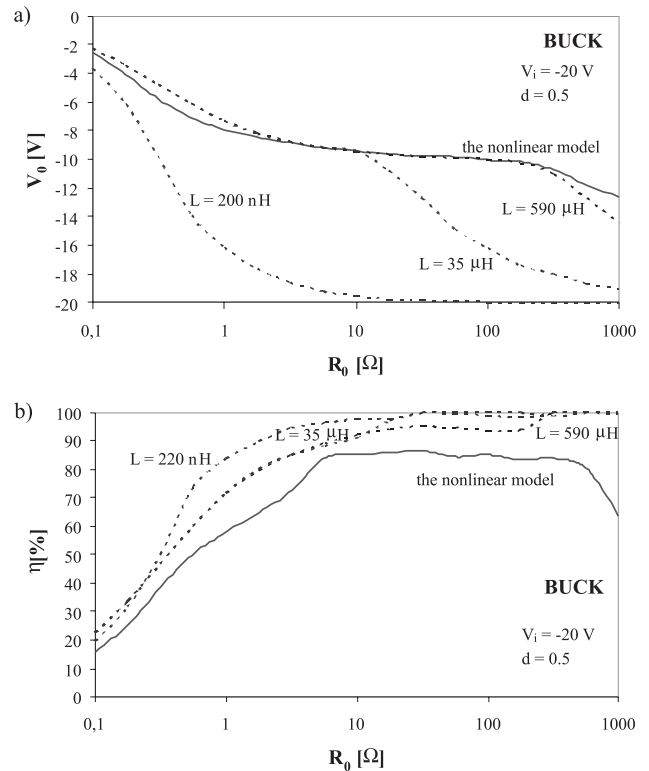 a)
0
-2
-4
-6
-8
-10
-12
-14
-16
-18
-20
V0 [V]
BUCK
Vi = -20 V
d = 0.5
the nonlinear model
L = 200 nH
L = 590 µH
L = 35 µH
0,1 1 10 100 1000
R0 [Ω]
b)
100
90
80
70
60
50
40
30
20
10
0
η[%]
L = 35 µH
L = 590 µH
L = 220 nH
the nonlinear model
BUCK
Vi = -20 V
d = 0.5
0,1 1 10 100 1000
R0 [Ω]